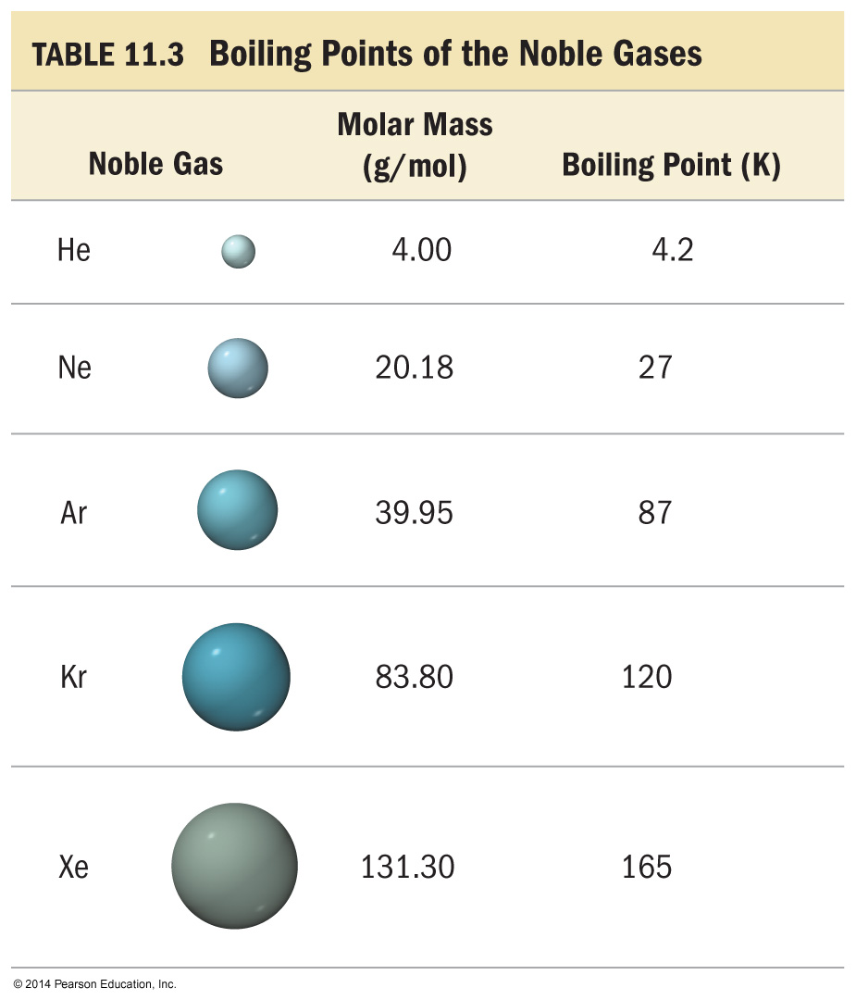 TABLE 11.3 Boiling Points of the Noble Gases
Noble Gas Molar Mass (g/mol) Boiling Point (K)
He 4.00 4.2
Ne 20.18 27
Ar 39.95 87
Kr 83.80 120
Xe 131.30 165
© 2014 Pearson Education, Inc.